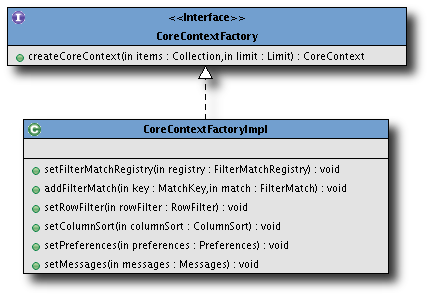 I
<<Interface>>
CoreContextFactory
createCoreContext(in items : Collection,in limit : Limit) : CoreContext
C
CoreContextFactoryImpl
setFilterMatchRegistry(in registry : FilterMatchRegistry) : void
addFilterMatch(in key : MatchKey,in match : FilterMatch) : void
setRowFilter(in rowFilter : RowFilter) : void
setColumnSort(in columnSort : ColumnSort) : void
setPreferences(in preferences : Preferences) : void
setMessages(in messages : Messages) : void